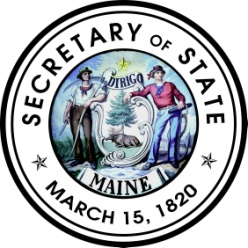 SECRETARY OF STATE
DIRIGO
MAINE
MARCH 15, 1820